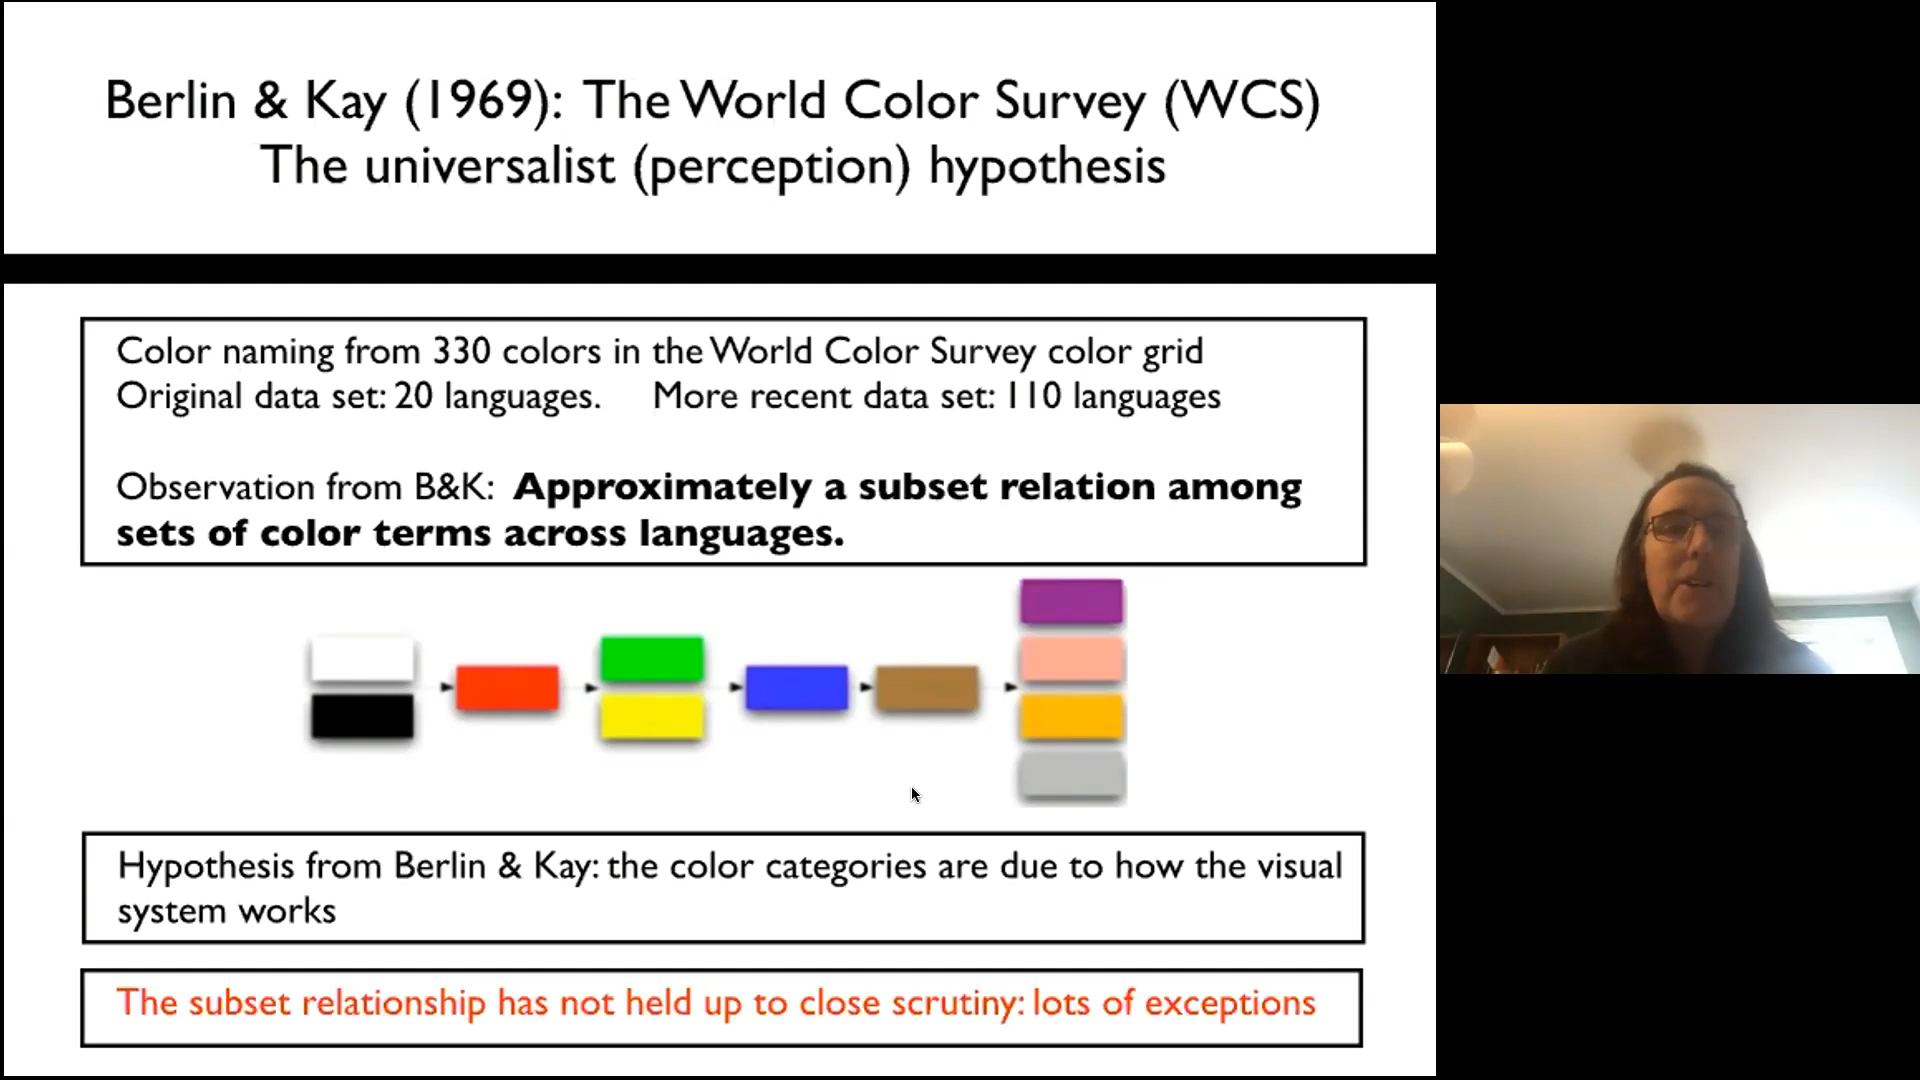 Berlin & Kay (1969): The World Color Survey (WCS)
The universalist (perception) hypothesis
Color naming from 330 colors in the World Color Survey color grid
Original data set: 20 languages. More recent data set: 110 languages
Observation from B&K: Approximately a subset relation among
sets of color terms across languages.
Hypothesis from Berlin & Kay: the color categories are due to how the visual
system works
The subset relationship has not held up to close scrutiny: lots of exceptions